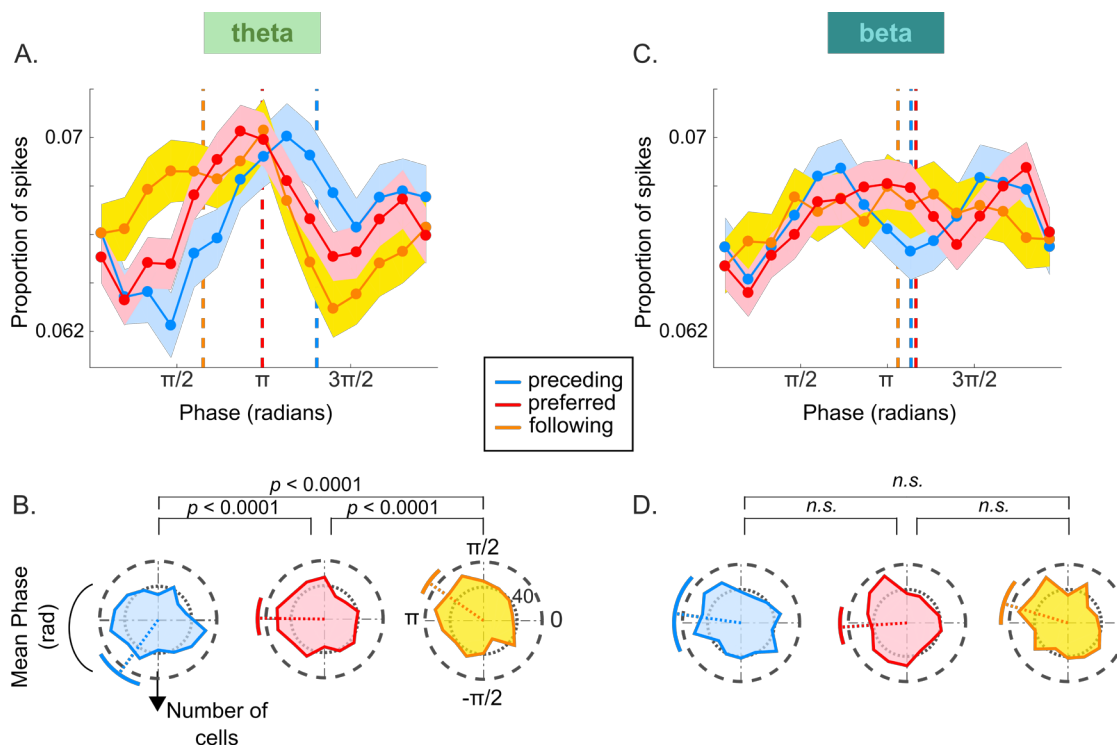 theta
beta
A.
C.
Proportion of spikes
0.07
0.062
π/2
π
3π/2
Phase (radians)
Proportion of spikes
0.07
0.062
π/2
π
3π/2
Phase (radians)
preceding
preferred
following
B.
p < 0.0001
p < 0.0001
p < 0.0001
Mean Phase
(rad)
π/2
π
40
0
-π/2
Number of
cells
D.
n.s.
n.s.
n.s.